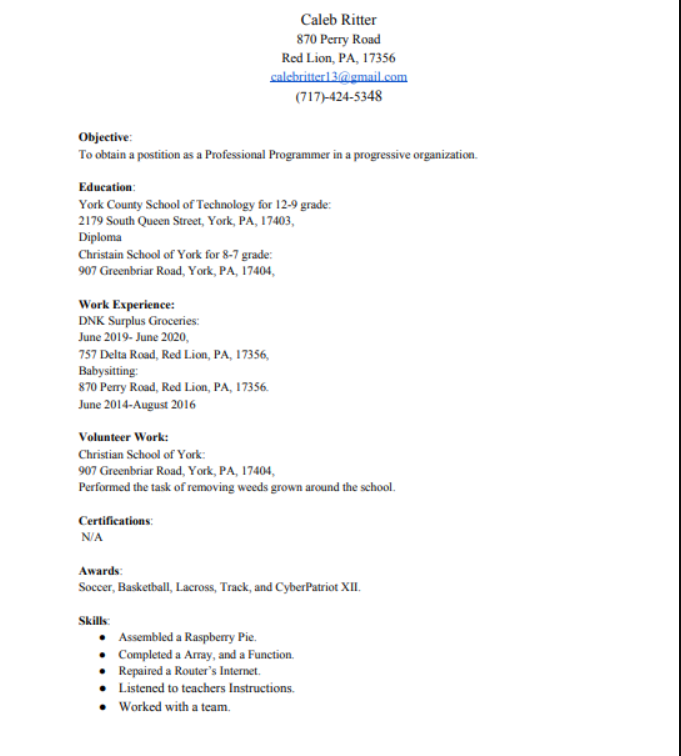 Caleb Ritter
870 Perry Road
Red Lion, PA, 17356
calebritter13@gmail.com
(717)-424-5348
Objective:
To obtain a postition as a Professional Programmer in a progressive organization.
Education:
York County School of Technology for 12-9 grade:
2179 South Queen Street, York, PA, 17403,
Diploma
Christain School of York for 8-7 grade:
907 Greenbriar Road, York, PA, 17404,
Work Experience:
DNK Surplus Groceries:
June 2019- June 2020,
757 Delta Road, Red Lion, PA, 17356,
Babysitting:
870 Perry Road, Red Lion, PA, 17356.
June 2014-August 2016
Volunteer Work:
Christian School of York:
907 Greenbriar Road, York, PA, 17404,
Performed the task of removing weeds grown around the school.
Certifications:
N/A
Awards:
Soccer, Basketball, Lacross, Track, and CyberPatriot XII.
Skills:
● Assembled a Raspberry Pie.
● Completed a Array, and a Function.
● Repaired a Router's Internet.
● Listened to teachers Instructions.
● Worked with a team.